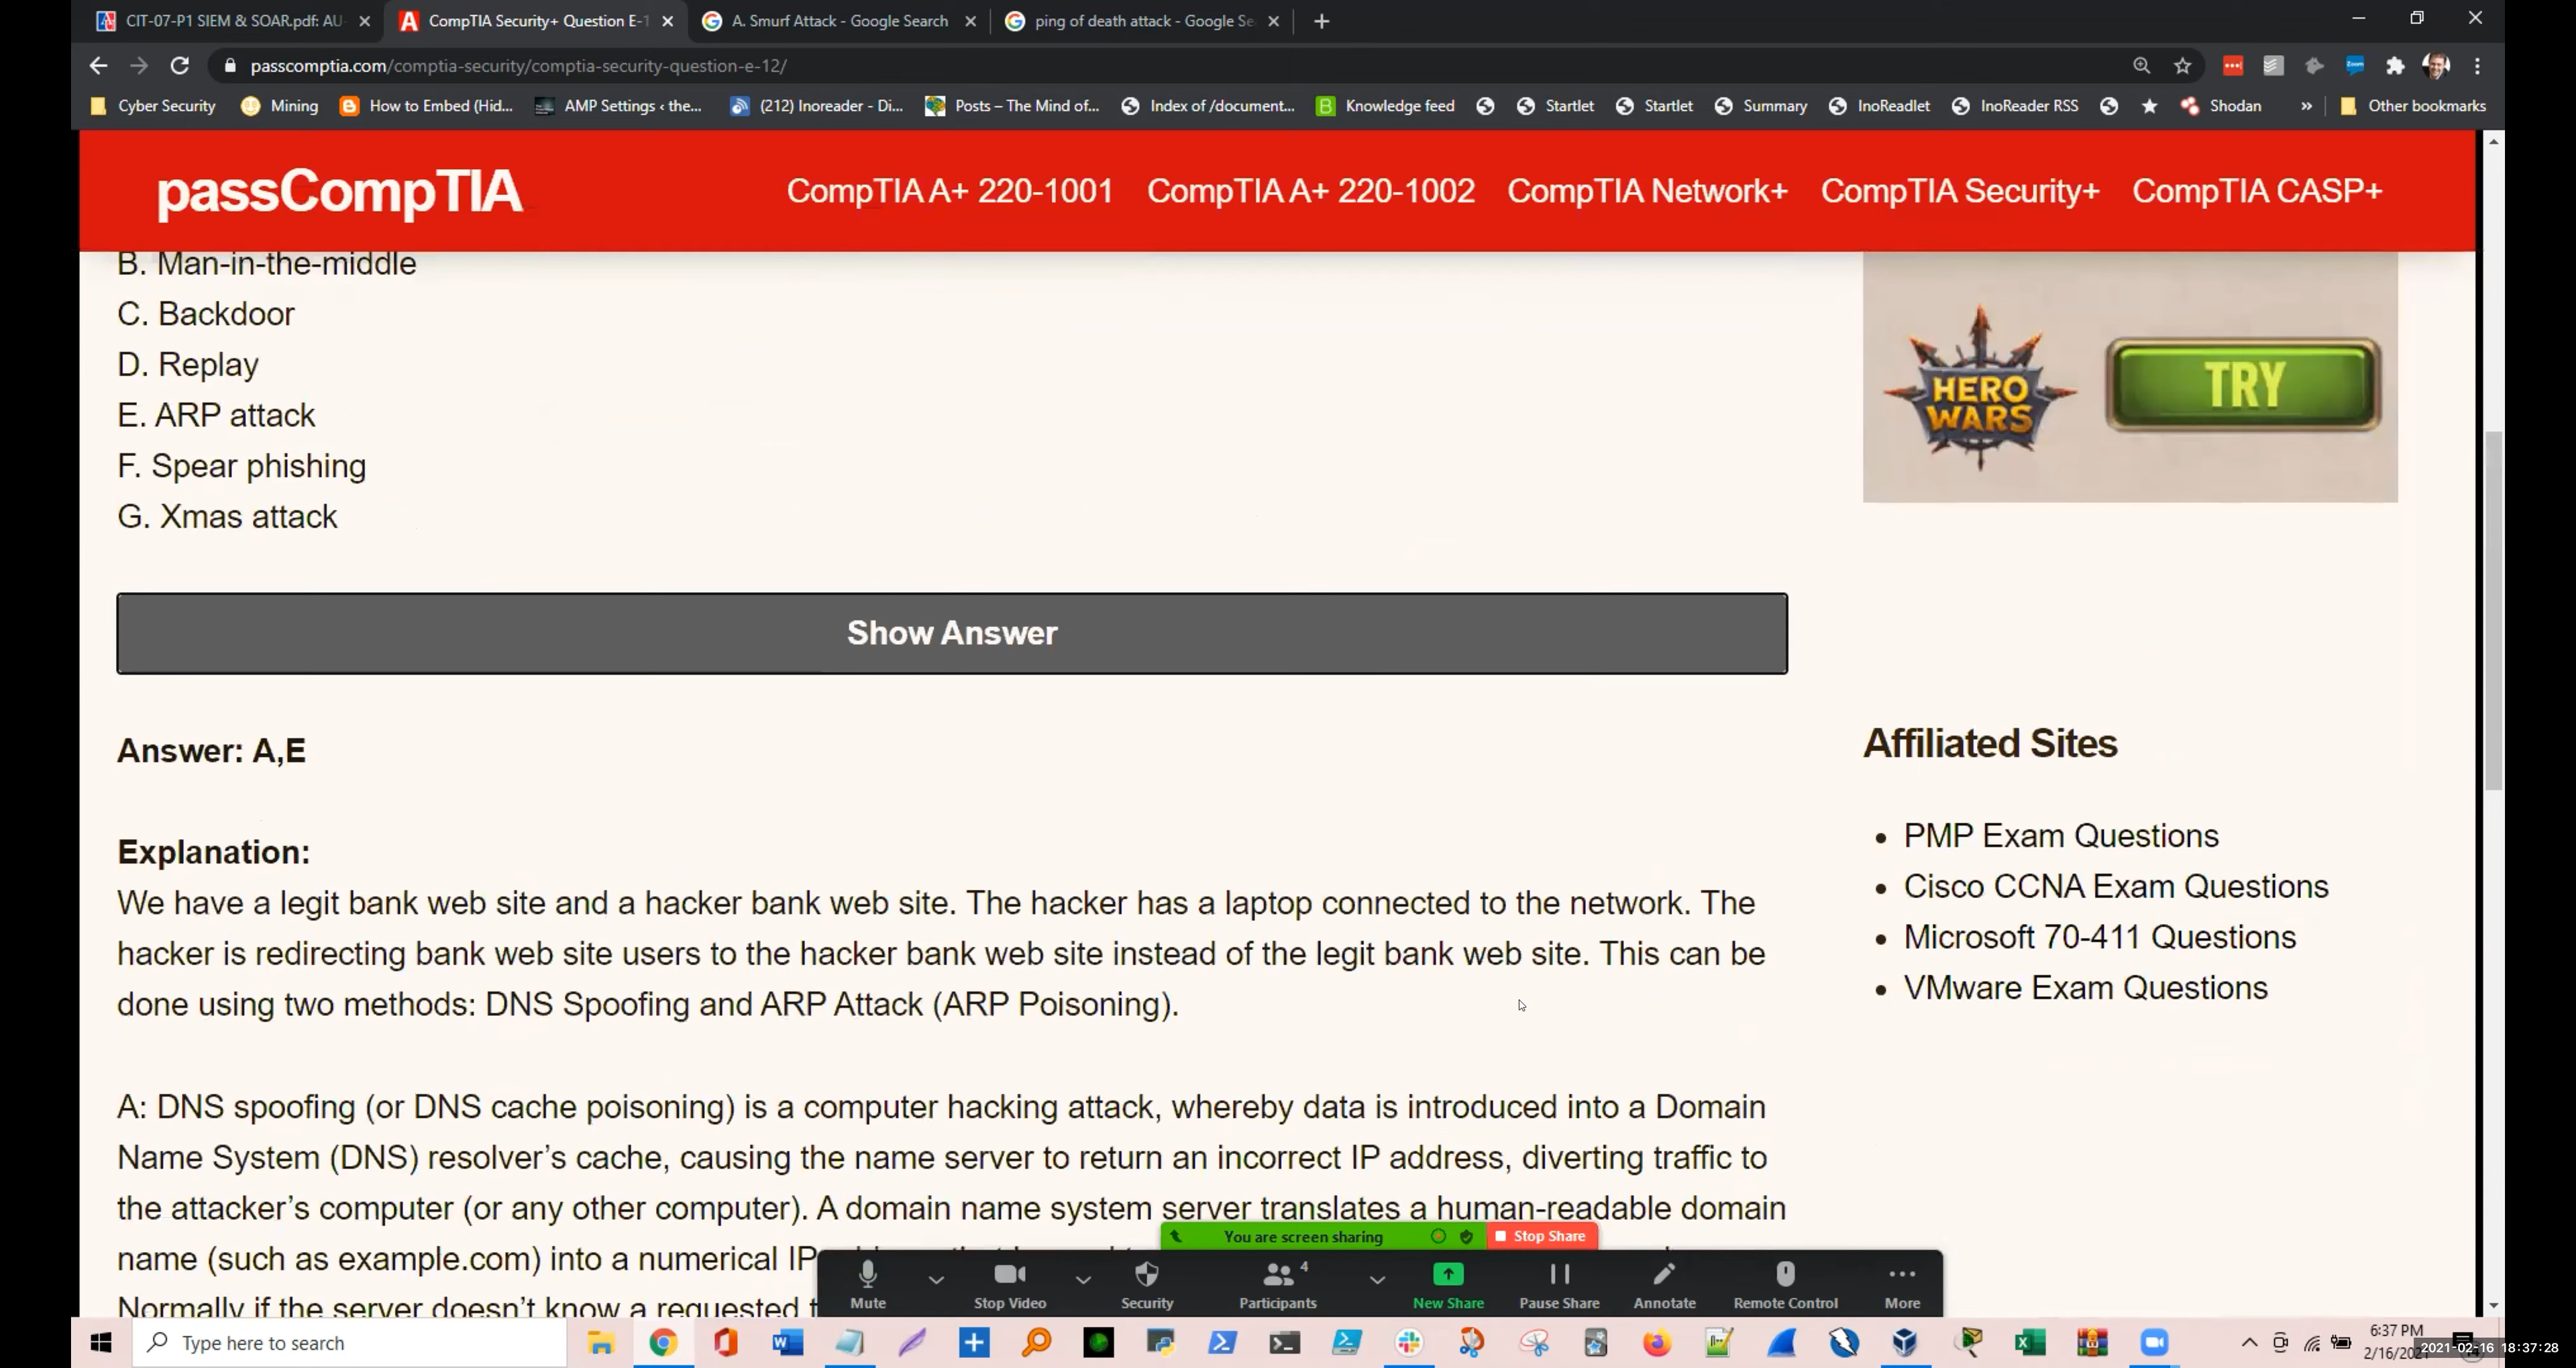 CIT-07-P1 SIEM & SOAR.pdf: AU-
CompTIA Security+ Question E-1
A. Smurf Attack - Google Search
ping of death attack - Google Se
passcomptia.com/comptia-security/comptia-security-question-e-12/
Cyber Security
Mining
How to Embed (Hid...
AMP Settings ‹ the...
(212) Inoreader - Di...
Posts – The Mind of...
Index of /document...
Knowledge feed
Startlet
Startlet
Summary
InoReadlet
InoReader RSS
Shodan
»
Other bookmarks
passCompTIA
CompTIA A+ 220-1001
CompTIA A+ 220-1002
CompTIA Network+
CompTIA Security+
CompTIA CASP+
B. Man-in-the-middle
C. Backdoor
D. Replay
E. ARP attack
F. Spear phishing
G. Xmas attack
HERO
WARS
TRY
Show Answer
Answer: A,E
Explanation:
We have a legit bank web site and a hacker bank web site. The hacker has a laptop connected to the network. The
hacker is redirecting bank web site users to the hacker bank web site instead of the legit bank web site. This can be
done using two methods: DNS Spoofing and ARP Attack (ARP Poisoning).
A: DNS spoofing (or DNS cache poisoning) is a computer hacking attack, whereby data is introduced into a Domain
Name System (DNS) resolver's cache, causing the name server to return an incorrect IP address, diverting traffic to
the attacker's computer (or any other computer). A domain name system server translates a human-readable domain
name (such as example.com) into a numerical IP
Normally if the server doesn't know a requested
Affiliated Sites
• PMP Exam Questions
• Cisco CCNA Exam Questions
• Microsoft 70-411 Questions
• VMware Exam Questions
You are screen sharing
Stop Share
Mute
Stop Video
Security
4
Participants
New Share
Pause Share
Annotate
Remote Control
More
Type here to search
6:37 PM
2/16/202
2021-02-16 18:37:28